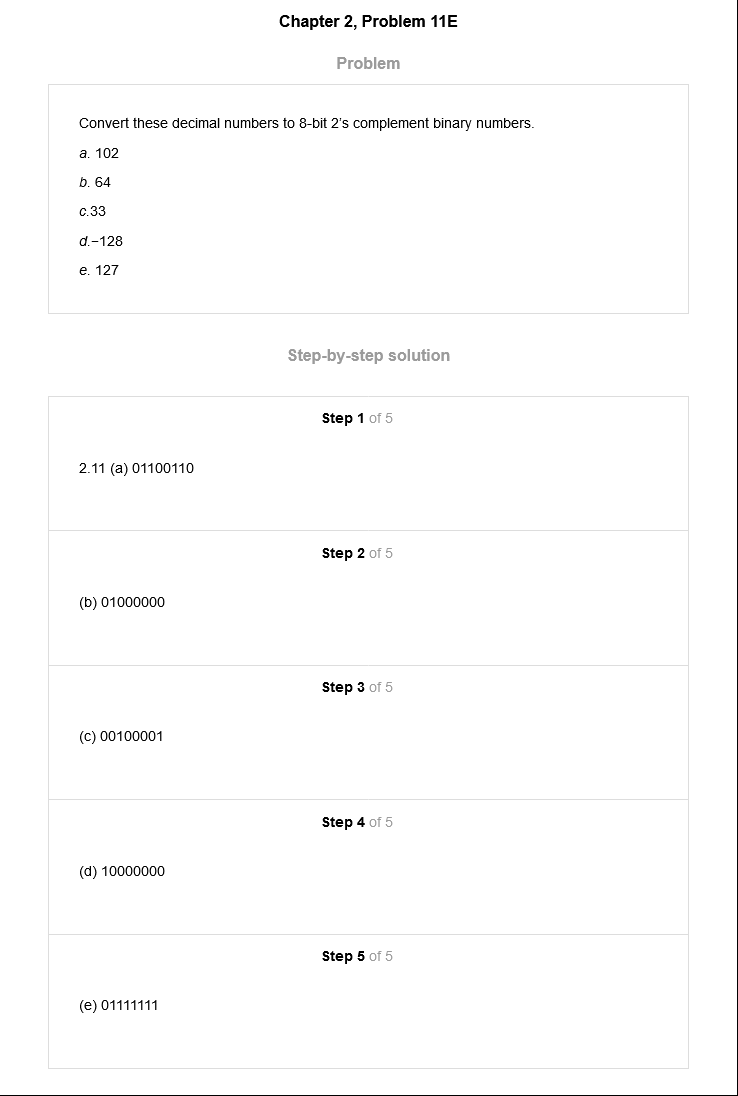 Chapter 2, Problem 11E
Problem
Convert these decimal numbers to 8-bit 2's complement binary numbers.
a. 102
b. 64
c.33
d.−128
e. 127
Step-by-step solution
Step 1 of 5
2.11 (a) 01100110
Step 2 of 5
(b) 01000000
Step 3 of 5
(c) 00100001
Step 4 of 5
(d) 10000000
Step 5 of 5
(e) 01111111